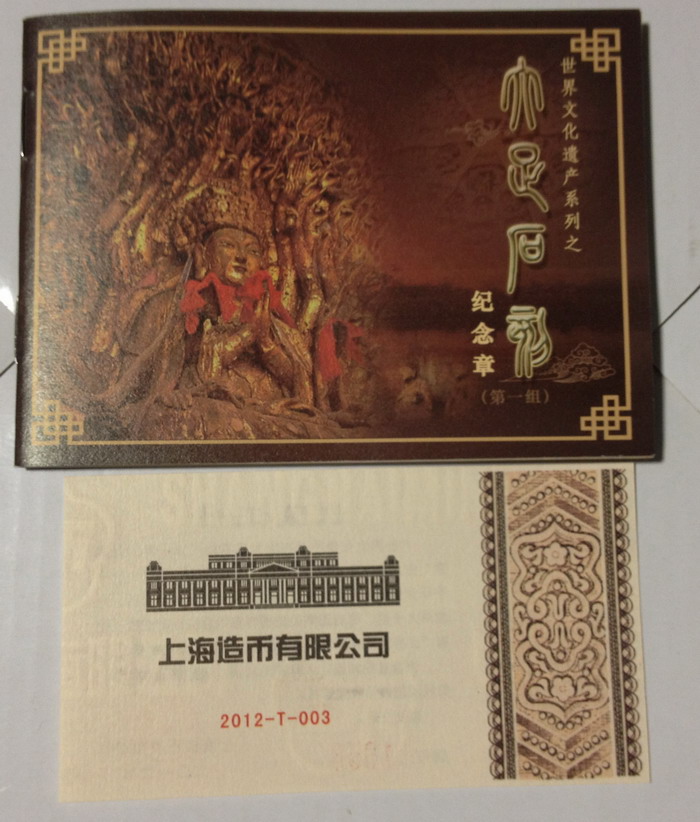 世界文化遗产系列之
大足石刻
纪念章
（第一组）
上海造币有限公司
2012-T-003